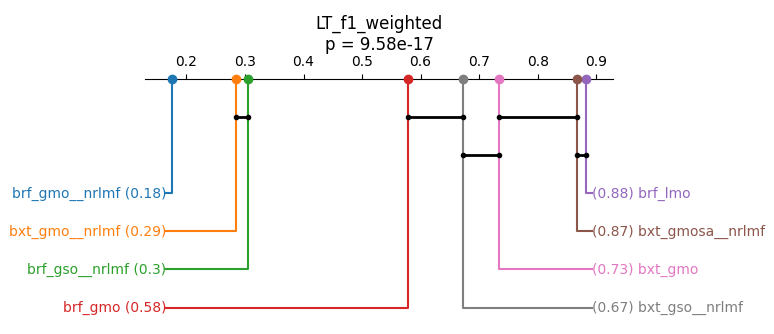 LT_f1_weighted
p = 9.58e-17
0.2 0.3 0.4 0.5 0.6 0.7 0.8 0.9
brf_gmo__nrlmf (0.18) (0.88) brf_lmo
bxt_gmo__nrlmf (0.29) (0.87) bxt_gmosa__nrlmf
brf_gso__nrlmf (0.3) (0.73) bxt_gmo
brf_gmo (0.58) (0.67) bxt_gso__nrlmf